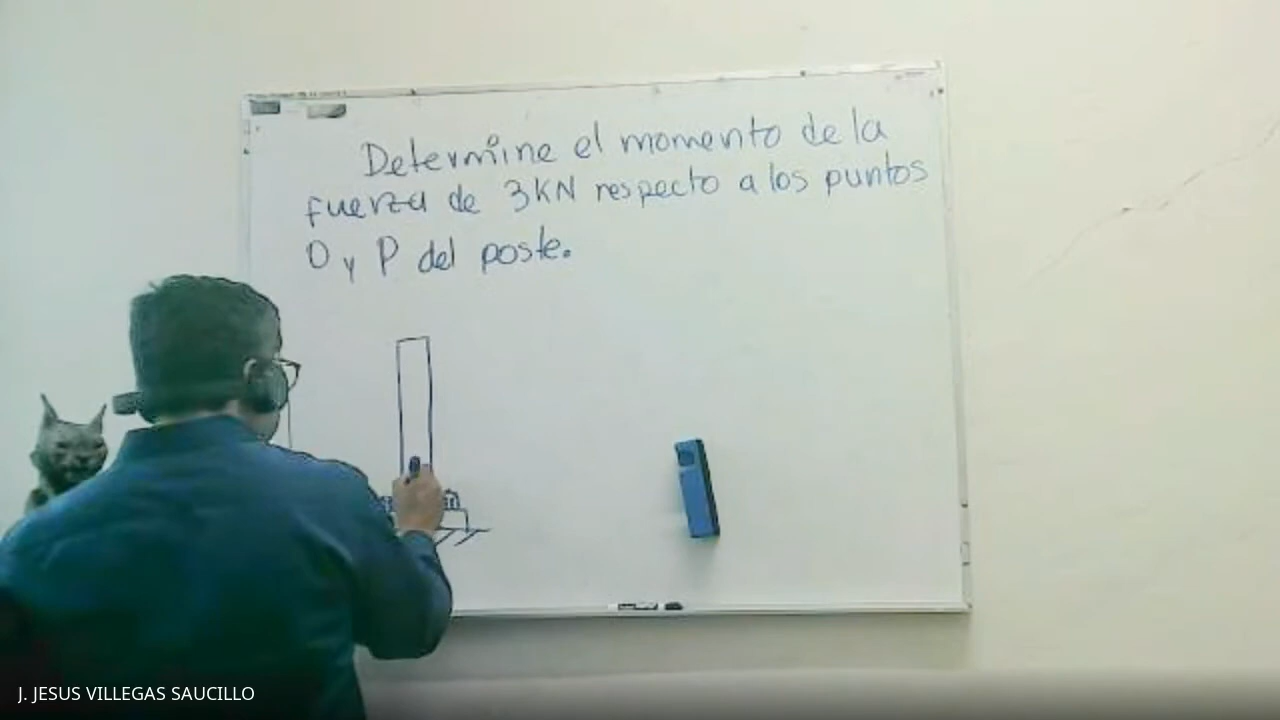 Determine el momento de la
fuerza de 3KN respecto a los puntos
O y P del poste.
J. JESUS VILLEGAS SAUCILLO